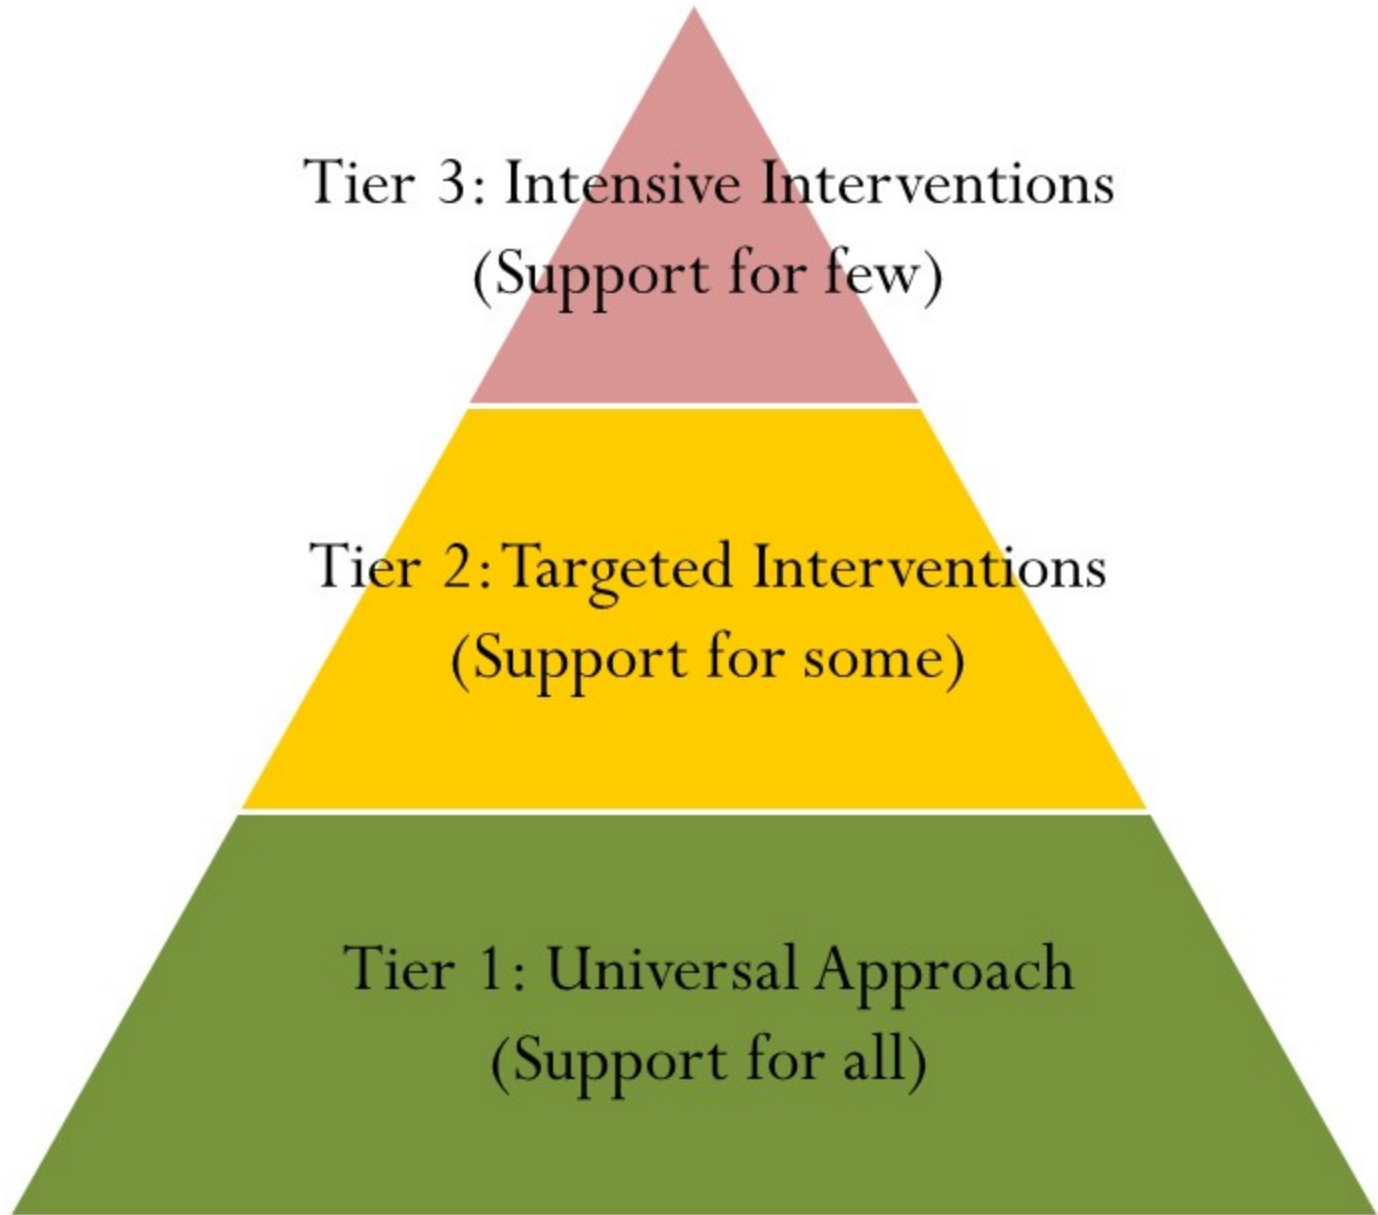 Tier 3: Intensive Interventions
(Support for few)
Tier 2: Targeted Interventions
(Support for some)
Tier 1: Universal Approach
(Support for all)